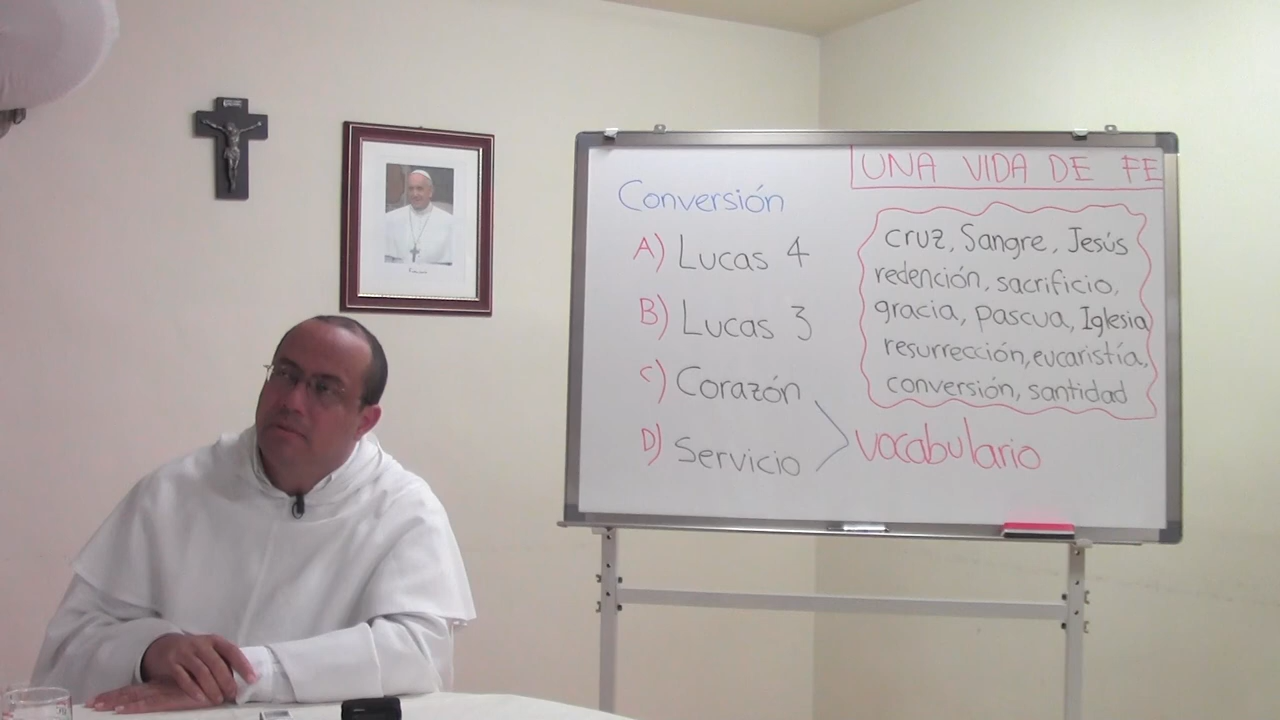 UNA VIDA DE FE
Conversión
A) Lucas 4
B) Lucas 3
C) Corazón
D) Servicio
cruz, Sangre, Jesús
redención, sacrificio,
gracia, pascua, Iglesia
resurrección, eucaristía,
conversión, santidad
vocabulario